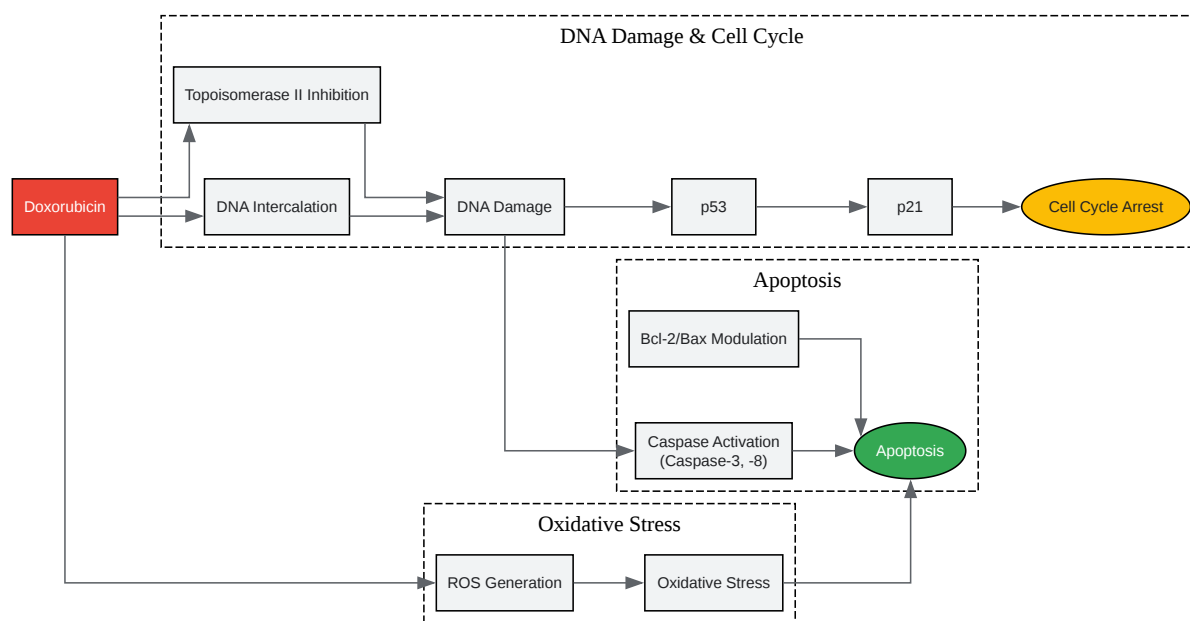 DNA Damage & Cell Cycle
Topoisomerase II Inhibition
Doxorubicin
DNA Intercalation
DNA Damage
p53
p21
Cell Cycle Arrest
Apoptosis
Bcl-2/Bax Modulation
Caspase Activation
(Caspase-3, -8)
Apoptosis
Oxidative Stress
ROS Generation
Oxidative Stress